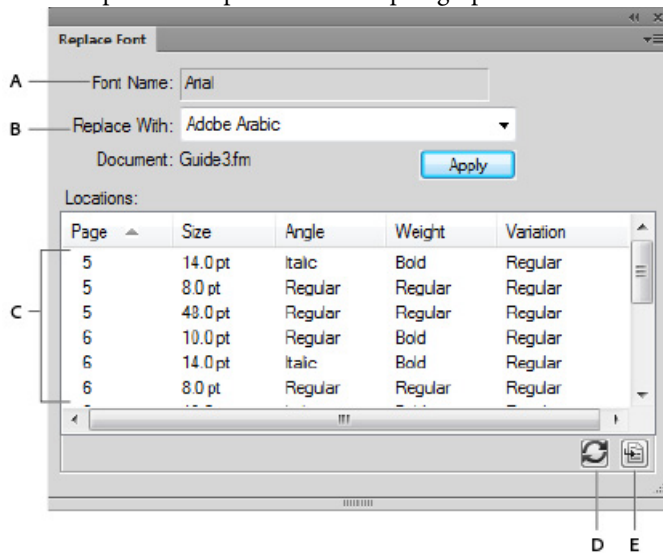 Replace Font
A Font Name: Arial
B Replace With: Adobe Arabic
Document: Guide3.fm Apply
Locations:
Page Size Angle Weight Variation
5 14.0 pt Italic Bold Regular
5 8.0 pt Regular Regular Regular
C 5 48.0 pt Regular Regular Regular
6 10.0 pt Regular Bold Regular
6 14.0 pt Italic Bold Regular
6 8.0 pt Regular Regular Regular
D E